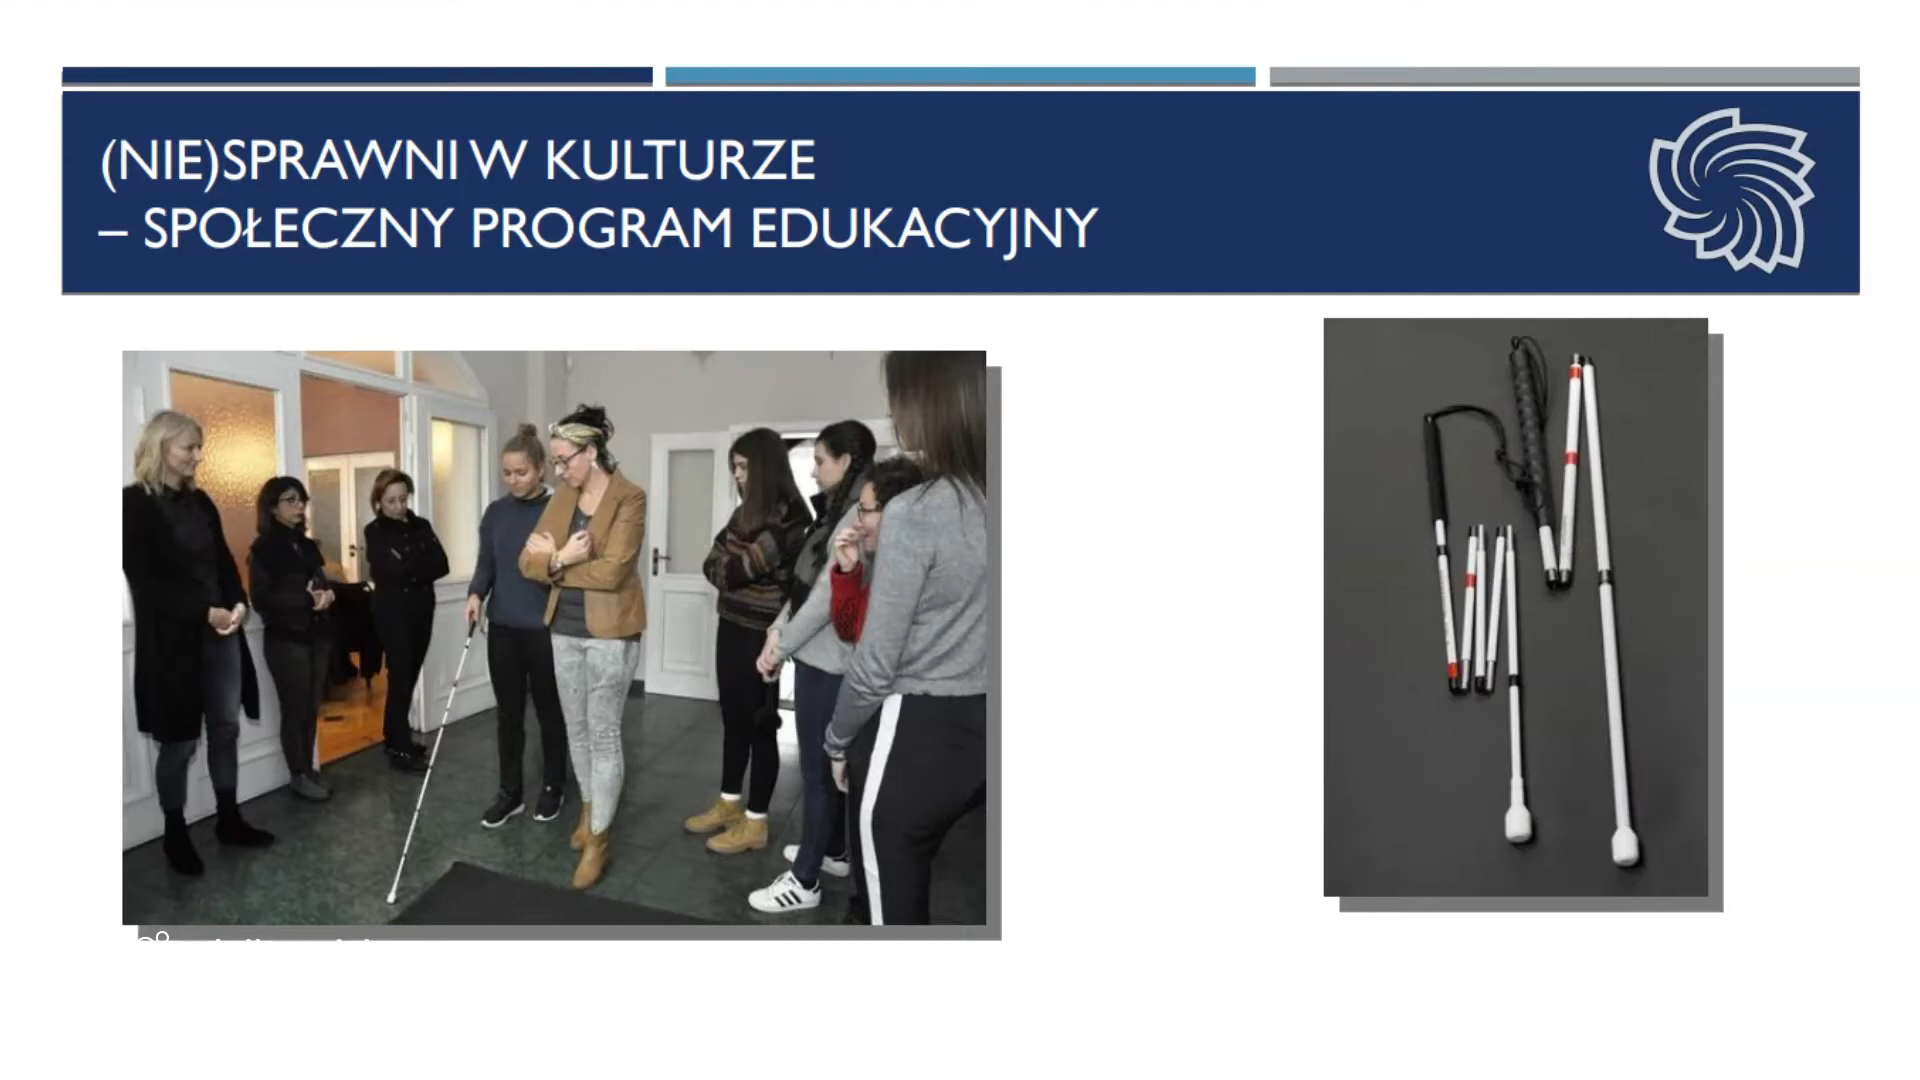 (NIE)SPRAWNI W KULTURZE
– SPOŁECZNY PROGRAM EDUKACYJNY